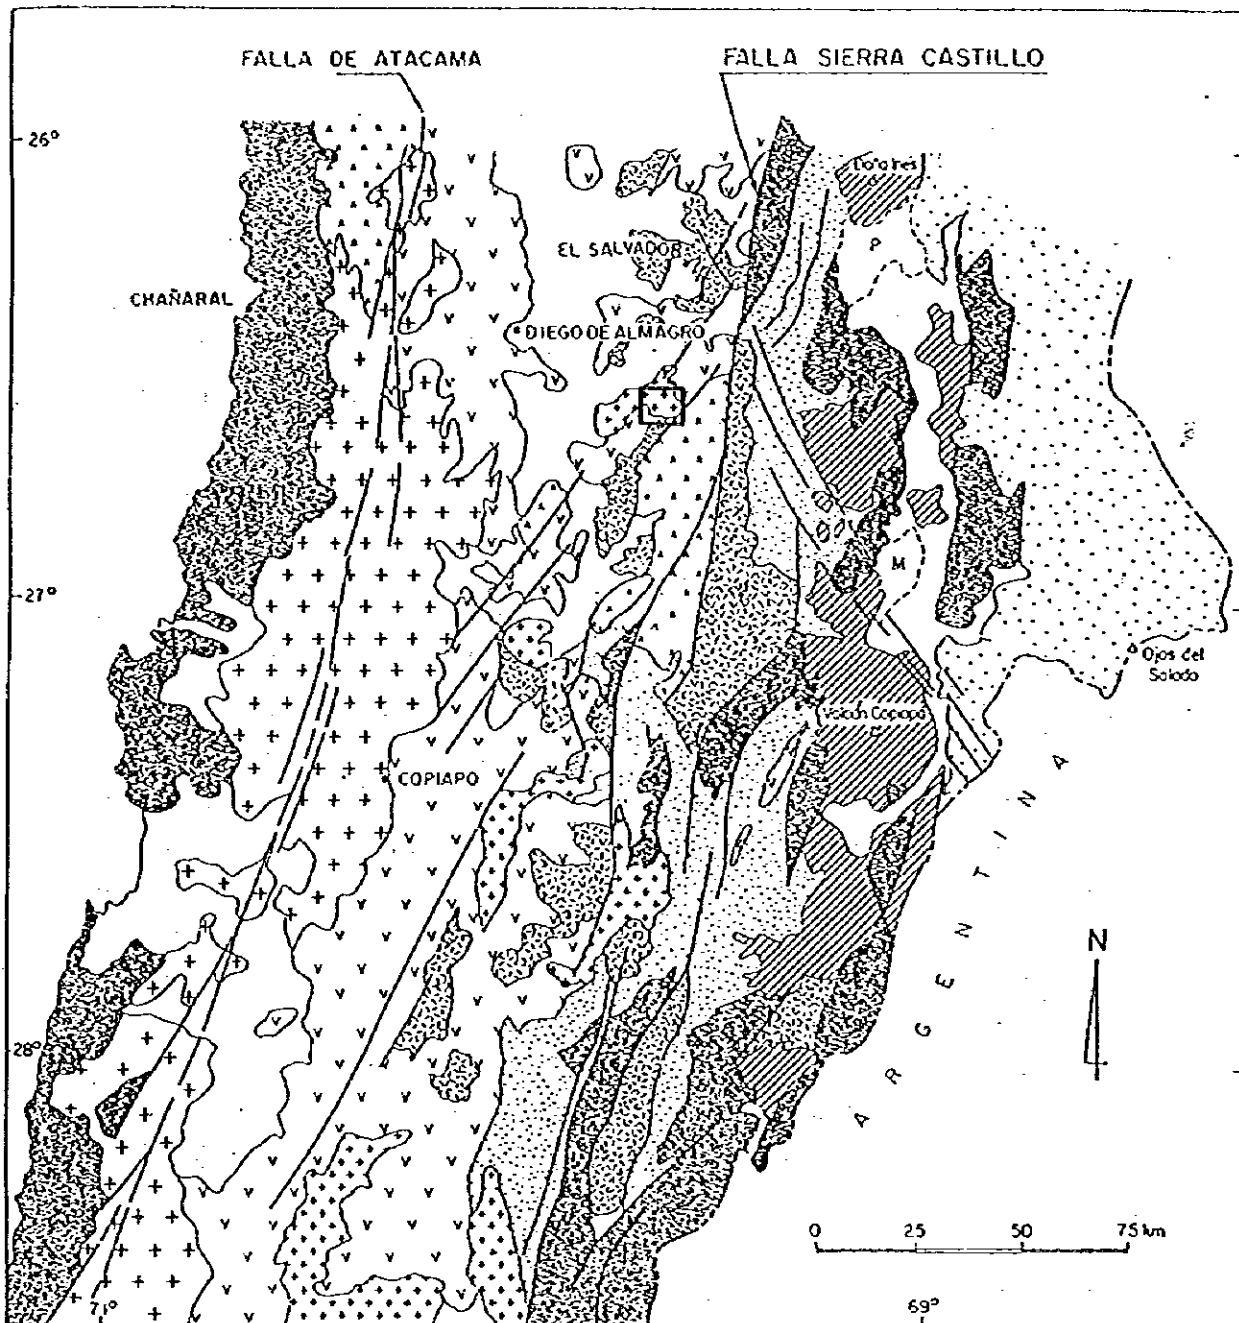 FALLA DE ATACAMA
FALLA SIERRA CASTILLO
26°
P
EL SALVADOR
CHAÑARAL
DIEGO DE ALMAGRO
M
27°
Ojos del
Salado
Volcán Copiapó
COPIAPO
ARGENTINA
N
28°
0 25 50 75 km
71°
69°